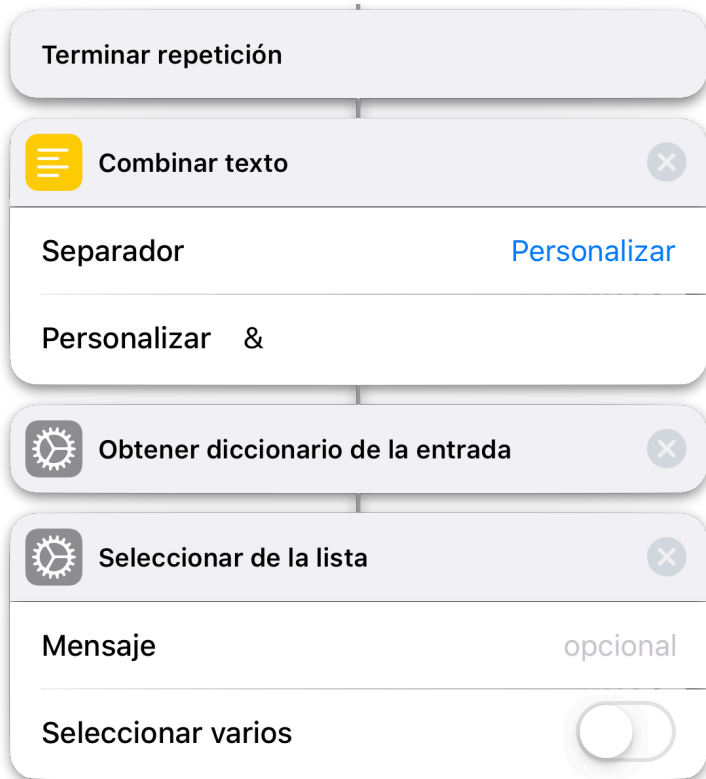 Terminar repetición
Combinar texto
Separador Personalizar
Personalizar &
Obtener diccionario de la entrada
Seleccionar de la lista
Mensaje opcional
Seleccionar varios